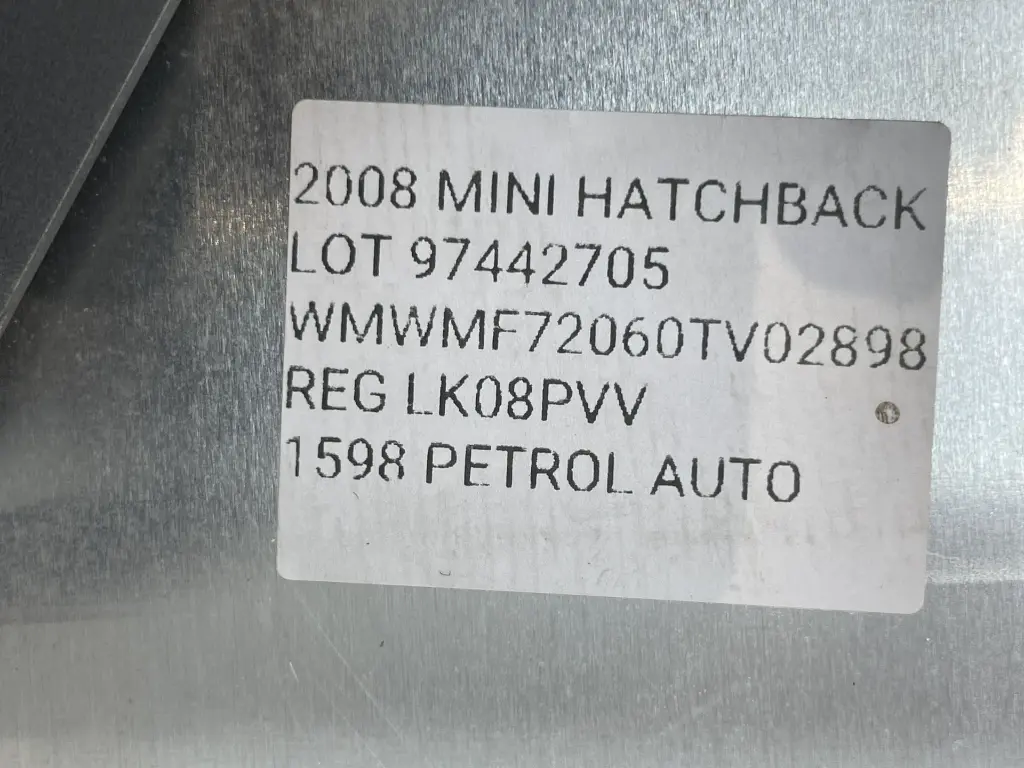 2008 MINI HATCHBACK
LOT 97442705
WMWMF72060TV02898
REG LK08PVV
1598 PETROL AUTO